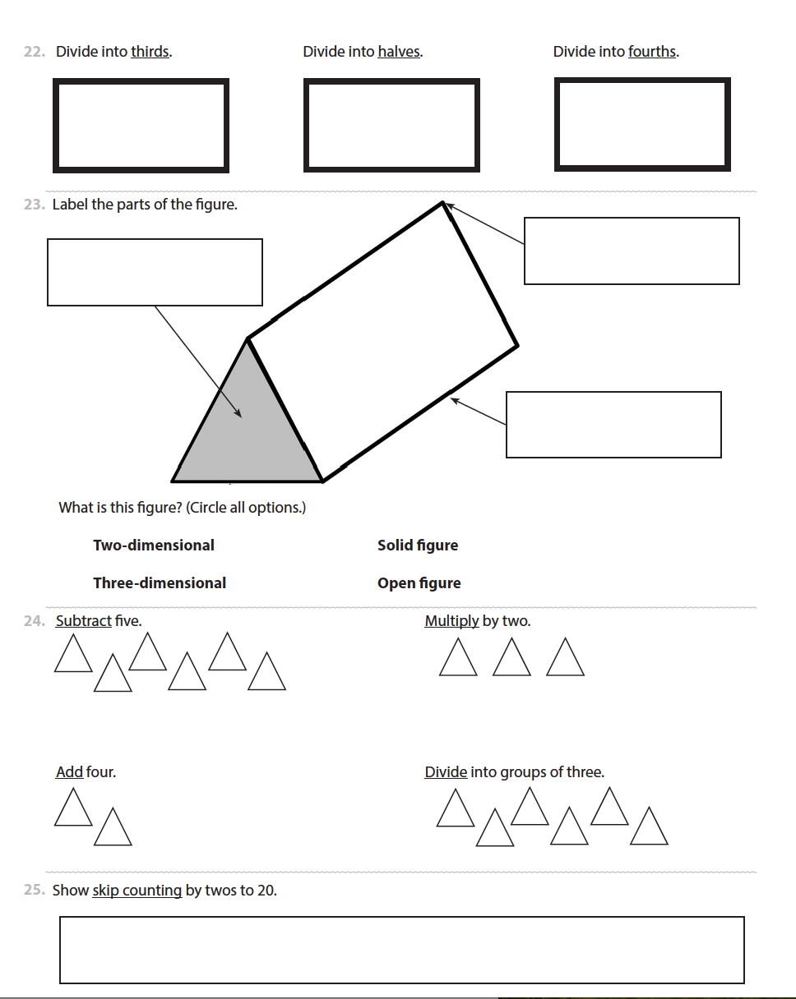 22. Divide into thirds. Divide into halves. Divide into fourths.
23. Label the parts of the figure.
What is this figure? (Circle all options.)
Two-dimensional Solid figure
Three-dimensional Open figure
24. Subtract five. Multiply by two.
Add four. Divide into groups of three.
25. Show skip counting by twos to 20.